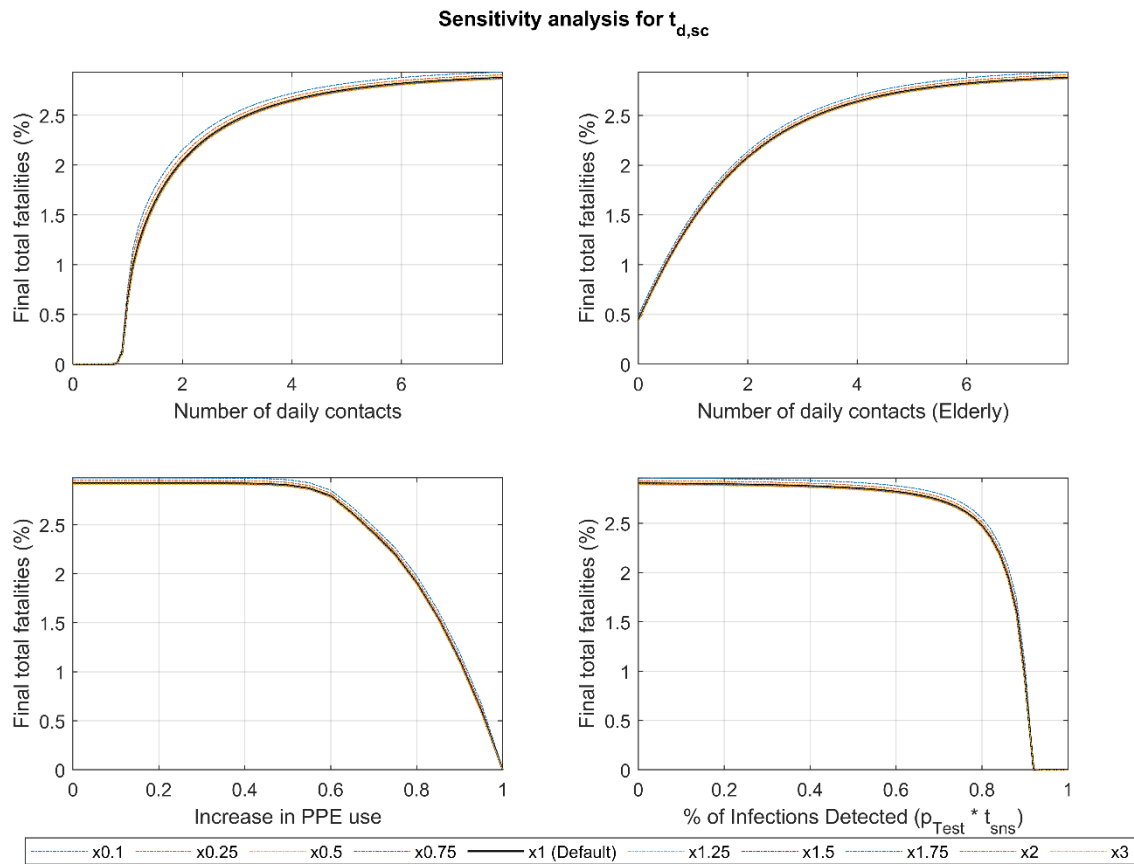 Sensitivity analysis for t_d,sc
Final total fatalities (%)
2.5
2
1.5
1
0.5
0
0 2 4 6
Number of daily contacts
Final total fatalities (%)
2.5
2
1.5
1
0.5
0
0 2 4 6
Number of daily contacts (Elderly)
Final total fatalities (%)
2.5
2
1.5
1
0.5
0
0 0.2 0.4 0.6 0.8 1
Increase in PPE use
Final total fatalities (%)
2.5
2
1.5
1
0.5
0
0 0.2 0.4 0.6 0.8 1
% of Infections Detected (p_Test * t_sns)
x0.1 x0.25 x0.5 x0.75 x1 (Default) x1.25 x1.5 x1.75 x2 x3